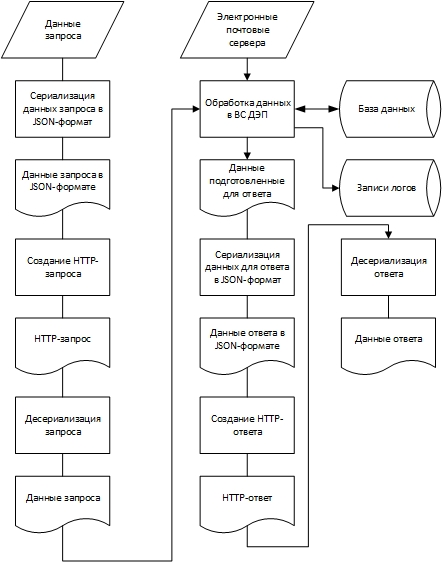 Данные
запроса
Сериализация
данных запроса в
JSON-формат
Данные запроса в
JSON-формате
Создание HTTP-
запроса
HTTP-запрос
Десериализация
запроса
Данные запроса
Электронные
почтовые
сервера
Обработка данных
в ВС ДЭП
База данных
Записи логов
Данные
подготовленные
для ответа
Сериализация
данных для ответа
в JSON-формат
Данные ответа в
JSON-формате
Создание HTTP-
ответа
HTTP-ответ
Десериализация
ответа
Данные ответа